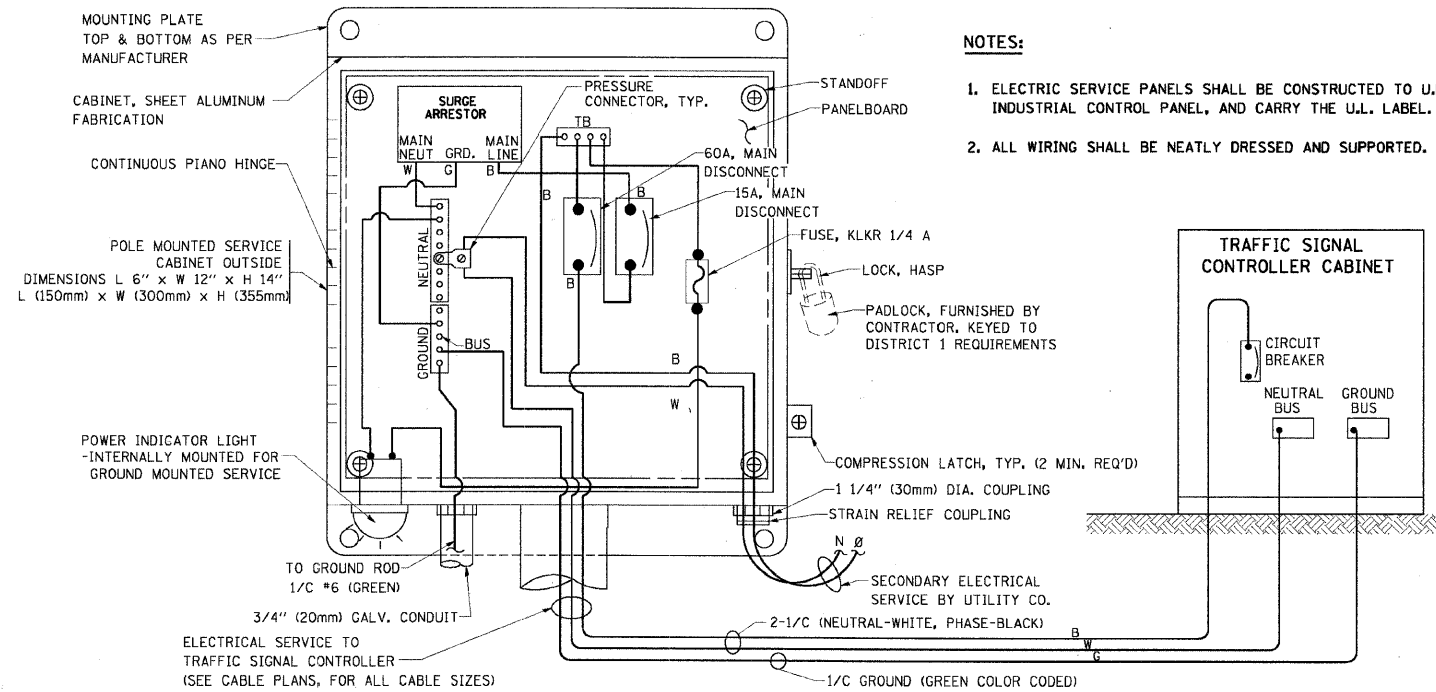 MOUNTING PLATE
TOP & BOTTOM AS PER
MANUFACTURER
CABINET, SHEET ALUMINUM
FABRICATION
CONTINUOUS PIANO HINGE
POLE MOUNTED SERVICE
CABINET OUTSIDE
DIMENSIONS L 6" x W 12" x H 14"
L (150mm) x W (300mm) x H (355mm)
POWER INDICATOR LIGHT
-INTERNALLY MOUNTED FOR
GROUND MOUNTED SERVICE
TO GROUND ROD
1/C #6 (GREEN)
3/4" (20mm) GALV. CONDUIT
ELECTRICAL SERVICE TO
TRAFFIC SIGNAL CONTROLLER
(SEE CABLE PLANS, FOR ALL CABLE SIZES)
SURGE
ARRESTOR
MAIN
NEUT
GRD.
MAIN
LINE
W
G
B
NEUTRAL
GROUND
BUS
PRESSURE
CONNECTOR, TYP.
TB
B
B
B
B
W
60A, MAIN
DISCONNECT
15A, MAIN
DISCONNECT
STANDOFF
PANELBOARD
FUSE, KLKR 1/4 A
LOCK, HASP
PADLOCK, FURNISHED BY
CONTRACTOR. KEYED TO
DISTRICT 1 REQUIREMENTS
COMPRESSION LATCH, TYP. (2 MIN. REQ'D)
1 1/4" (30mm) DIA. COUPLING
STRAIN RELIEF COUPLING
N Ø
SECONDARY ELECTRICAL
SERVICE BY UTILITY CO.
2-1/C (NEUTRAL-WHITE, PHASE-BLACK)
B
W
G
1/C GROUND (GREEN COLOR CODED)
NOTES:
1. ELECTRIC SERVICE PANELS SHALL BE CONSTRUCTED TO U.
INDUSTRIAL CONTROL PANEL, AND CARRY THE U.L. LABEL.
2. ALL WIRING SHALL BE NEATLY DRESSED AND SUPPORTED.
TRAFFIC SIGNAL
CONTROLLER CABINET
CIRCUIT
BREAKER
NEUTRAL
BUS
GROUND
BUS